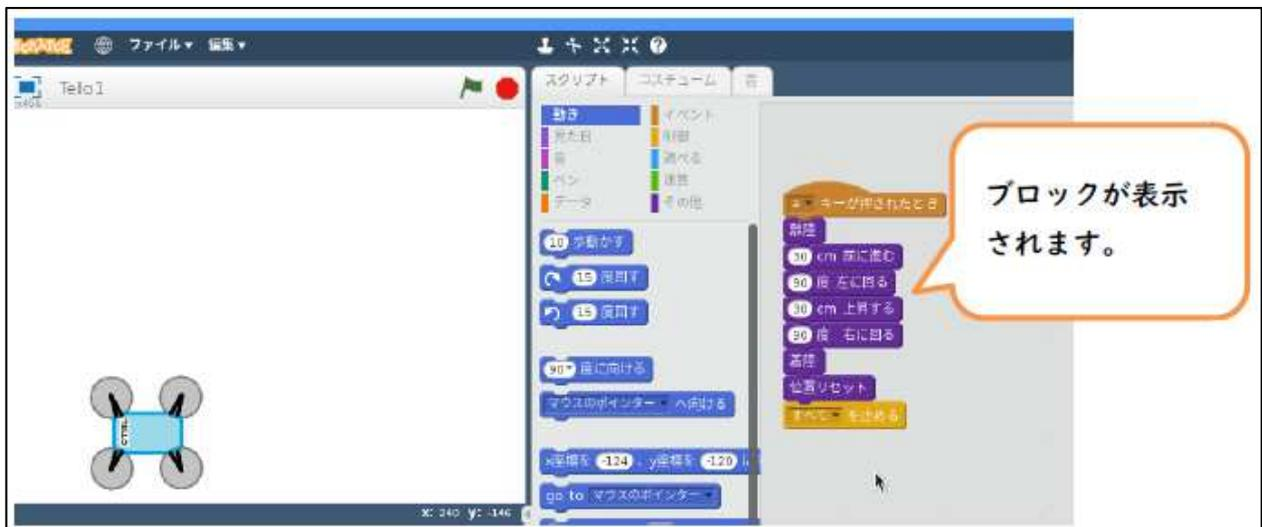 SCRATCH
ファイル▼ 編集▼
Tello1
スクリプト
コスチューム
音
動き
イベント
見た目
制御
音
調べる
ペン
演算
データ
その他
10 歩動かす
15 度回す
15 度回す
90▼ 度に向ける
マウスのポインター▼ へ向ける
x座標を -124 、y座標を -120
go to マウスのポインター▼
キーが押されたとき
離陸
30 cm 前に進む
90 度 左に回る
30 cm 上昇する
90 度 右に回る
着陸
位置リセット
すべて▼ を止める
ブロックが表示
されます。
TELLO
x: 240 y: -146